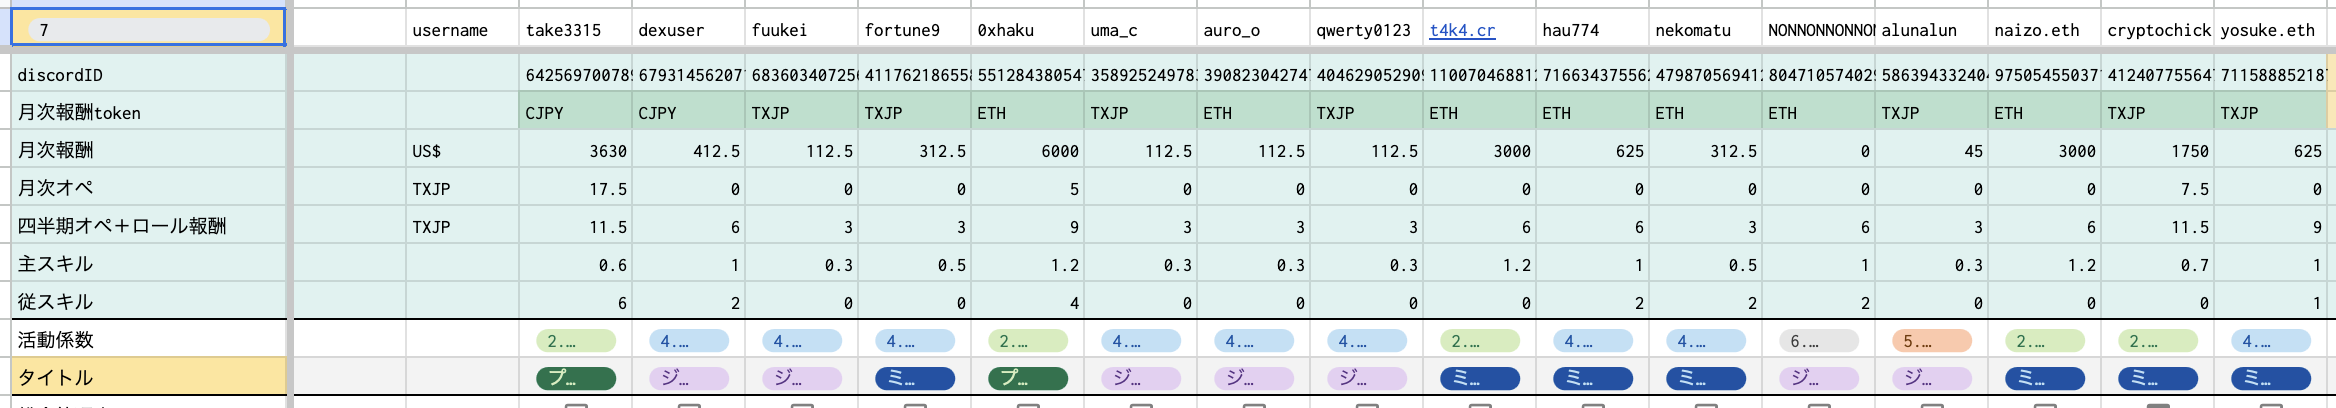 7 username take3315 dexuser fuukei fortune9 0xhaku uma_c auro_o qwerty0123 t4k4.cr hau774 nekomatu NONNONNONNON alunalun naizo.eth cryptochick yosuke.eth
discordID 642569700789 67931456207 68360340725 41176218655 55128438054 358925249783 39082304274 40462905290 11007046881 71663437556 47987056941 80471057402 58639433240 97505455037 41240775564 71158885218
月次報酬token CJPY CJPY TXJP TXJP ETH TXJP ETH TXJP ETH ETH ETH ETH TXJP ETH TXJP TXJP
月次報酬 US$ 3630 412.5 112.5 312.5 6000 112.5 112.5 112.5 3000 625 312.5 0 45 3000 1750 625
月次オペ TXJP 17.5 0 0 0 5 0 0 0 0 0 0 0 0 0 7.5 0
四半期オペ+ロール報酬 TXJP 11.5 6 3 3 9 3 3 3 6 6 3 6 3 6 11.5 9
主スキル 0.6 1 0.3 0.5 1.2 0.3 0.3 0.3 1.2 1 0.5 1 0.3 1.2 0.7 1
従スキル 6 2 0 0 4 0 0 0 0 2 2 2 0 0 0 1
活動係数 2.… 4.… 4.… 4.… 2.… 4.… 4.… 4.… 2.… 4.… 4.… 6.… 5.… 2.… 2.… 4.…
タイトル プ… ジ… ジ… ミ… プ… ジ… ジ… ジ… ミ… ミ… ミ… ジ… ジ… ミ… ミ… ミ…